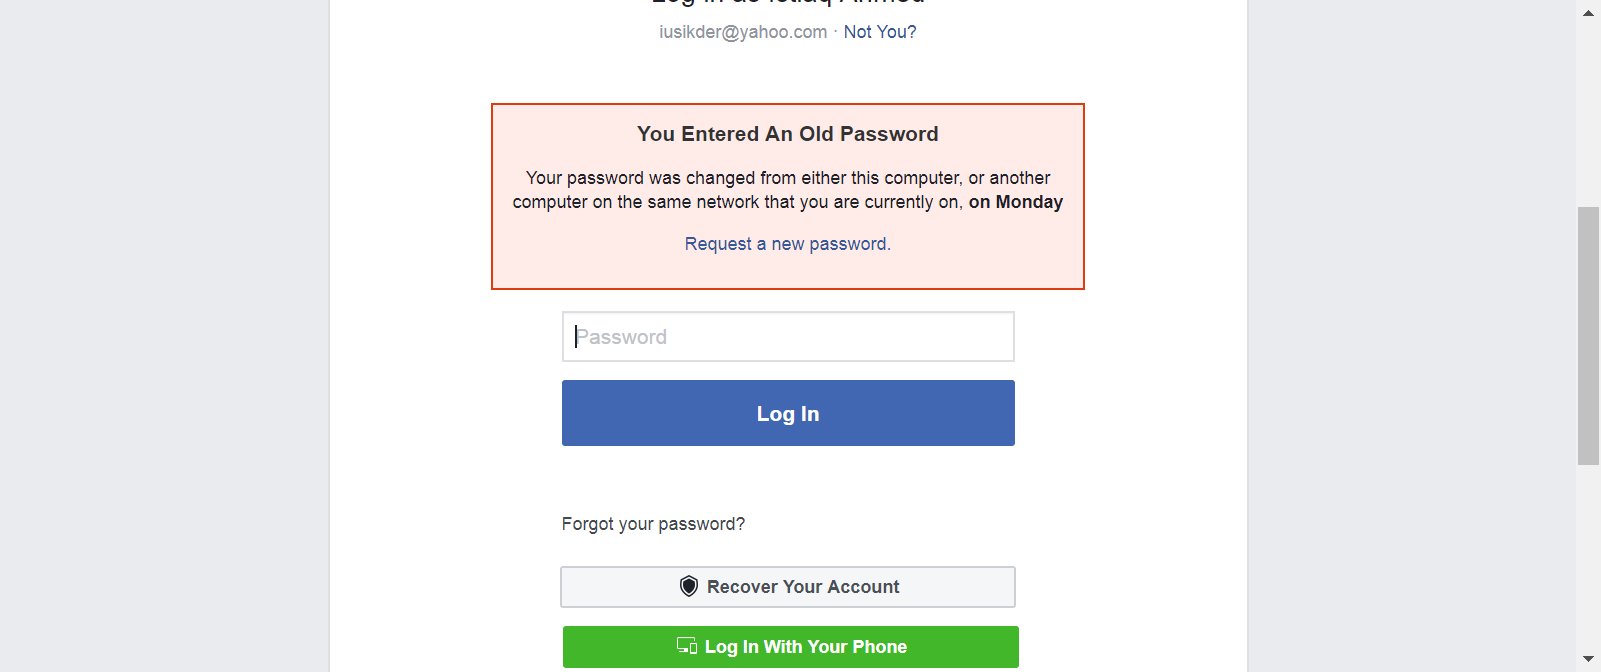 iusikder@yahoo.com · Not You?
You Entered An Old Password
Your password was changed from either this computer, or another
computer on the same network that you are currently on, on Monday
Request a new password.
Password
Log In
Forgot your password?
Recover Your Account
Log In With Your Phone